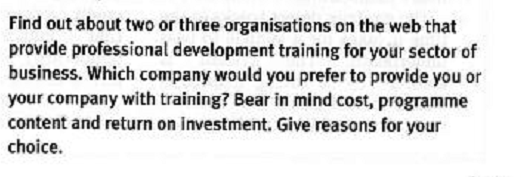 Find out about two or three organisations on the web that
provide professional development training for your sector of
business. Which company would you prefer to provide you or
your company with training? Bear in mind cost, programme
content and return on investment. Give reasons for your
choice.